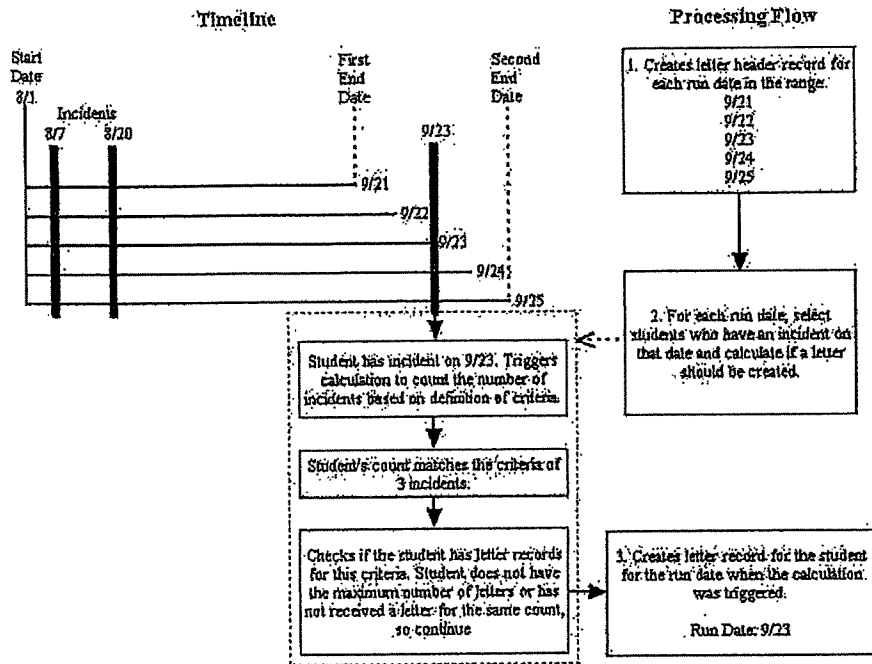 Timeline
Start
Date
8/1
Incidents
8/7
8/20
First
End
Date
Second
End
Date
9/23
9/21
9/22
9/23
9/24
9/25
Student has incident on 9/23. Triggers
calculation to count the number of
incidents based on definition of criteria.
Student's count matches the criteria of
3 incidents.
Checks if the student has letter records
for this criteria. Student does not have
the maximum number of letters or has
not received a letter for the same count,
so continue
Processing Flow
1. Creates letter header record for
each run date in the range.
9/21
9/22
9/23
9/24
9/25
2. For each run date, select
students who have an incident on
that date and calculate if a letter
should be created.
3. Creates letter record for the student
for the run date when the calculation
was triggered.
Run Date: 9/23